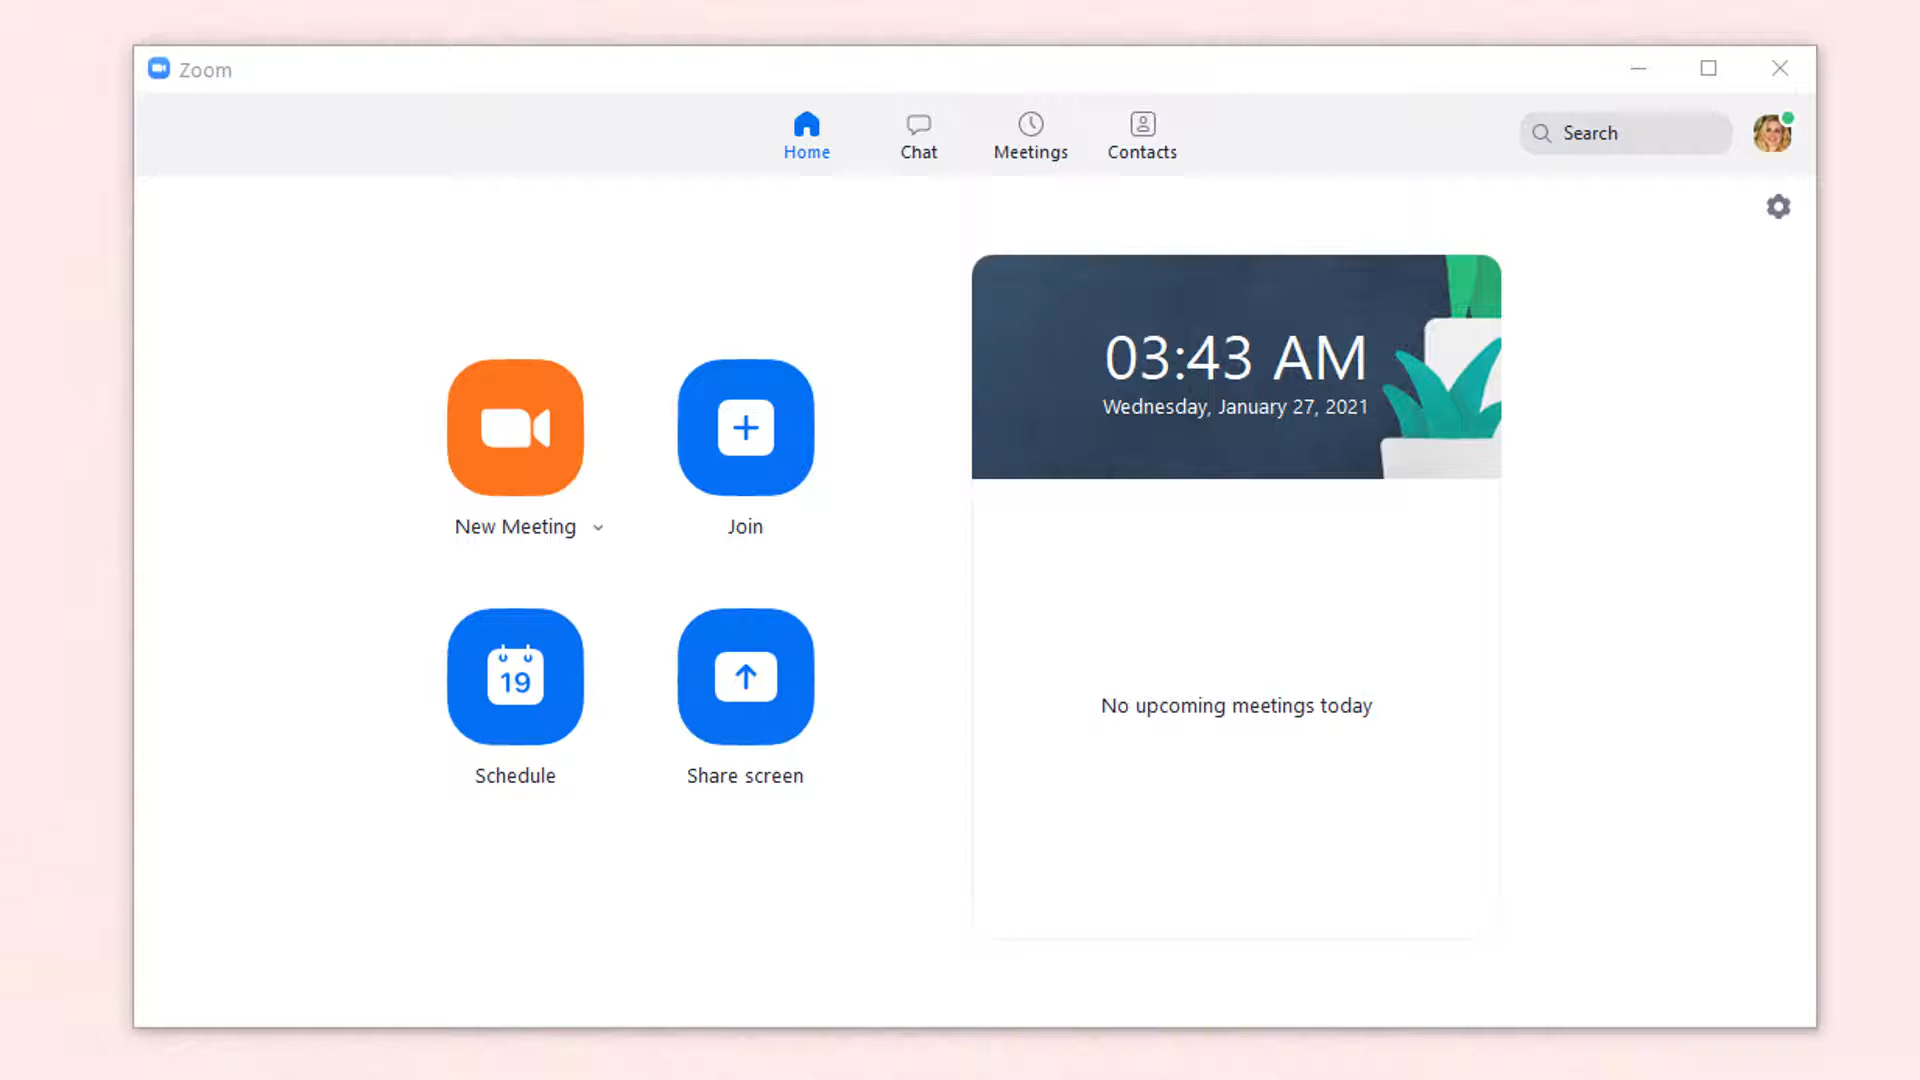 Zoom
Home
Chat
Meetings
Contacts
Search
03:43 AM
Wednesday, January 27, 2021
New Meeting
Join
19
Schedule
Share screen
No upcoming meetings today